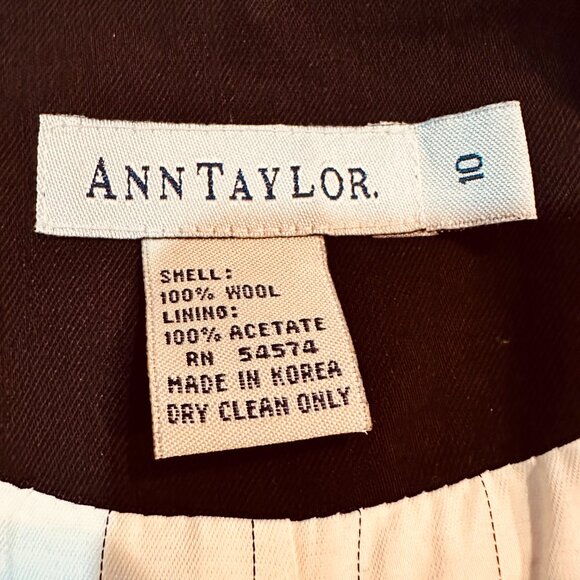 ANN TAYLOR.
10
SHELL:
100% WOOL
LINING:
100% ACETATE
RN 54574
MADE IN KOREA
DRY CLEAN ONLY